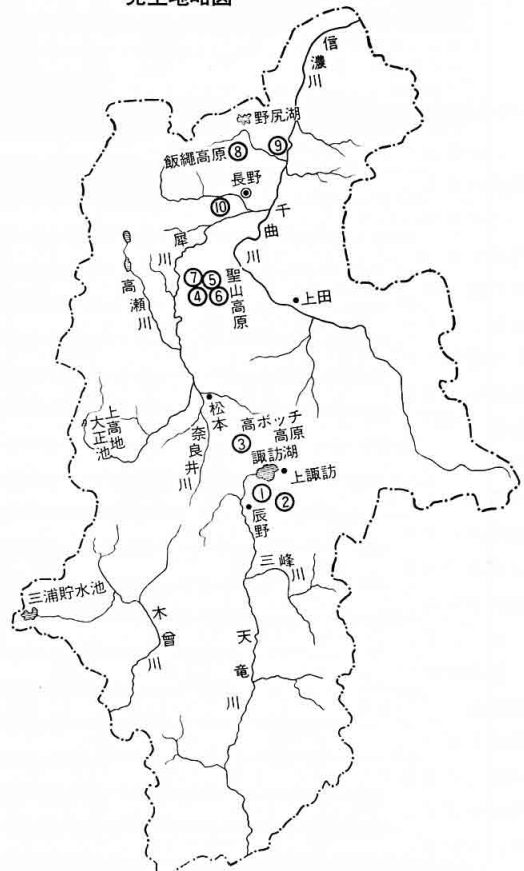 信濃川
野尻湖
飯縄高原
⑧
⑨
長野
⑩
千曲川
犀川
高瀬川
⑦⑤
④⑥
聖山高原
上田
松本
上高地
大正池
奈良井川
高ボッチ
高原
③
諏訪湖
上諏訪
①
②
辰野
三峰川
三浦貯水池
木曾川
天竜川